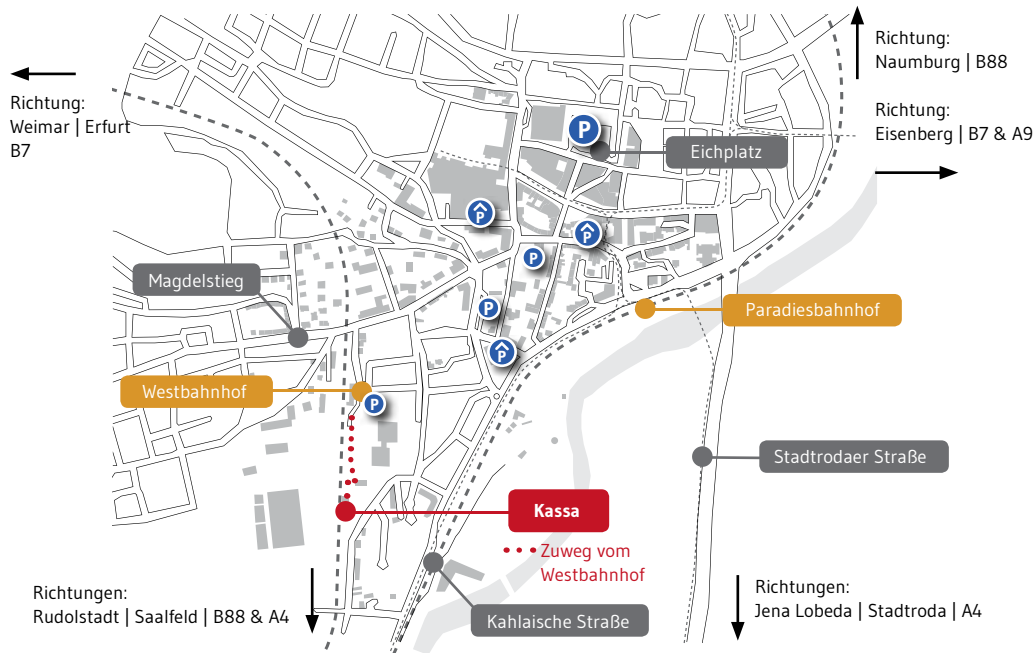 Richtung:
Naumburg | B88
Richtung:
Weimar | Erfurt
B7
Richtung:
Eisenberg | B7 & A9
P
Eichplatz
P
P
P
Magdelstieg
P
Paradiesbahnhof
P
Westbahnhof
P
Stadtrodaer Straße
Kassa
Zuweg vom
Westbahnhof
Richtungen:
Rudolstadt | Saalfeld | B88 & A4
Richtungen:
Jena Lobeda | Stadtroda | A4
Kahlaische Straße